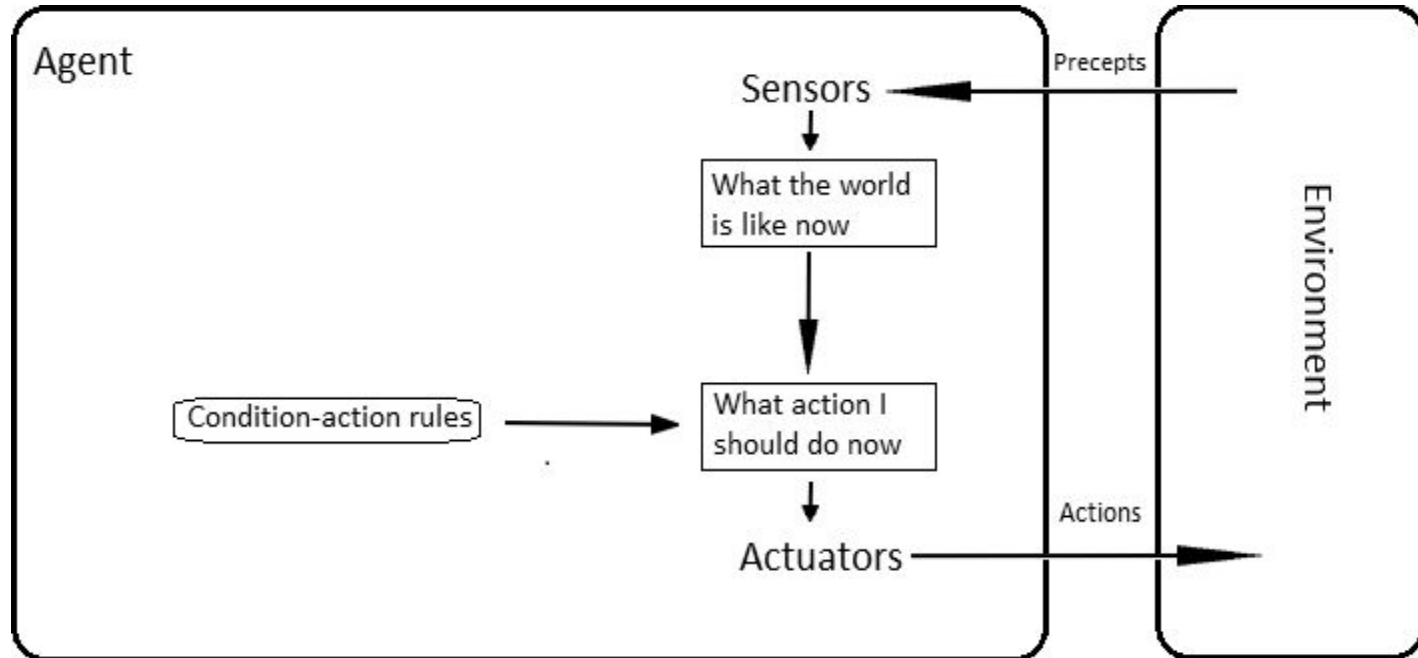 Agent
Precepts
Sensors
What the world
is like now
Environment
Condition-action rules
What action I
should do now
Actions
Actuators